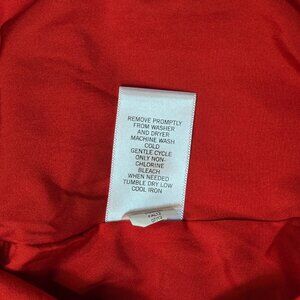 REMOVE PROMPTLY
FROM WASHER
AND DRYER
MACHINE WASH
COLD
GENTLE CYCLE
ONLY NON-
CHLORINE
BLEACH
WHEN NEEDED
TUMBLE DRY LOW
COOL IRON